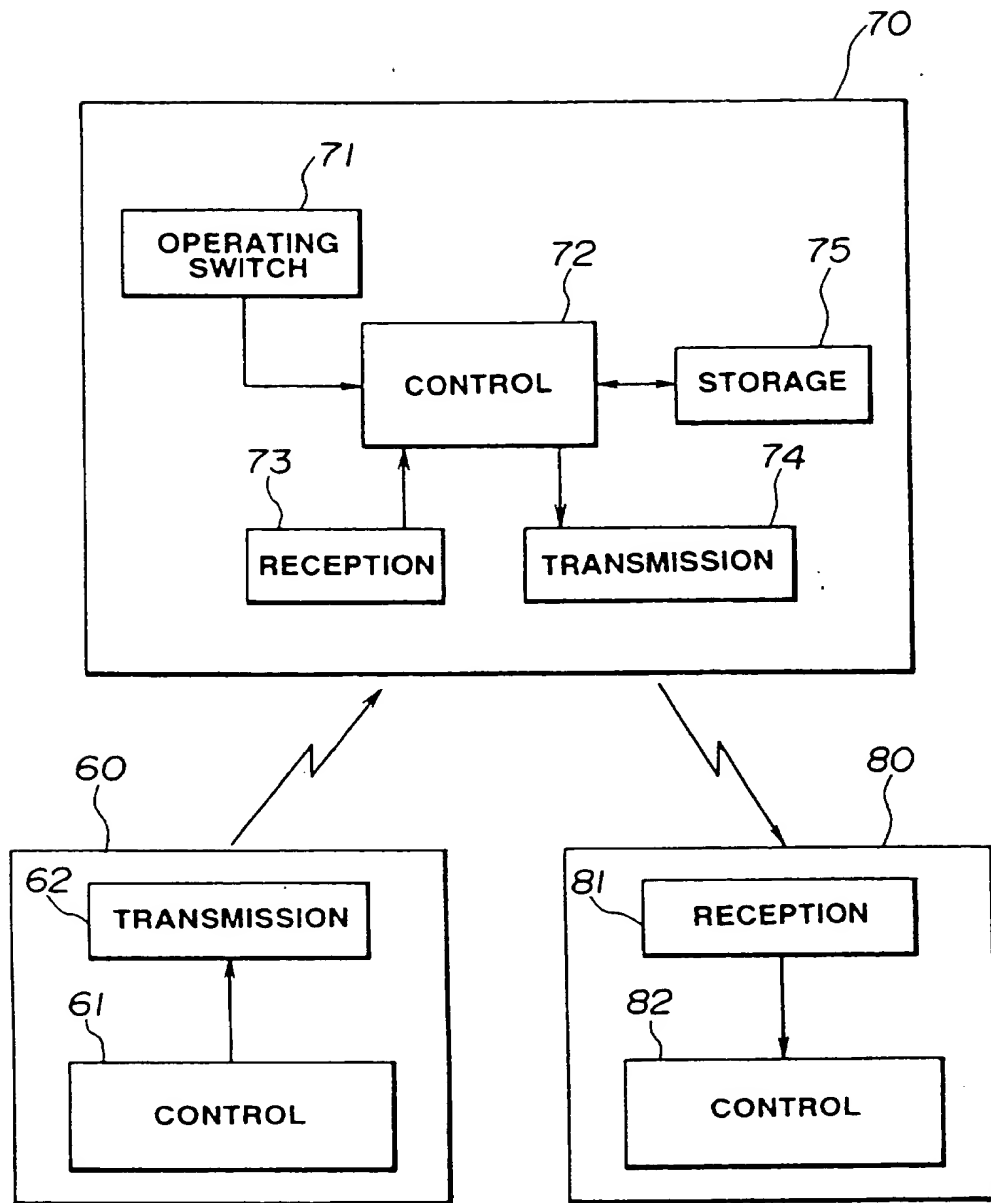 70
71
OPERATING
SWITCH
72
75
CONTROL
STORAGE
73
74
RECEPTION
TRANSMISSION
60
80
62
TRANSMISSION
81
RECEPTION
61
82
CONTROL
CONTROL